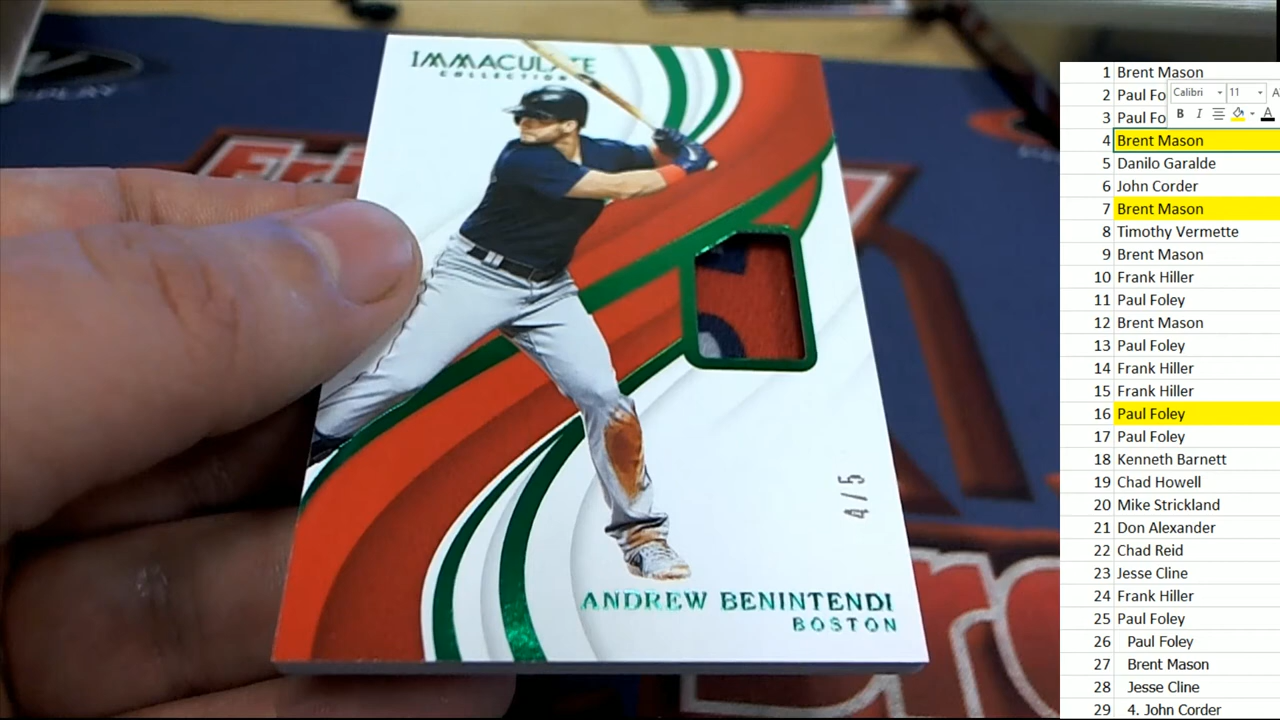 IMMACULATE
COLLECTION
4/5
ANDREW BENINTENDI
BOSTON
PLAY
1 Brent Mason
2 Paul Fo
3 Paul Fo
Calibri 11 A
B I A
4 Brent Mason
5 Danilo Garalde
6 John Corder
7 Brent Mason
8 Timothy Vermette
9 Brent Mason
10 Frank Hiller
11 Paul Foley
12 Brent Mason
13 Paul Foley
14 Frank Hiller
15 Frank Hiller
16 Paul Foley
17 Paul Foley
18 Kenneth Barnett
19 Chad Howell
20 Mike Strickland
21 Don Alexander
22 Chad Reid
23 Jesse Cline
24 Frank Hiller
25 Paul Foley
26 Paul Foley
27 Brent Mason
28 Jesse Cline
29 4. John Corder